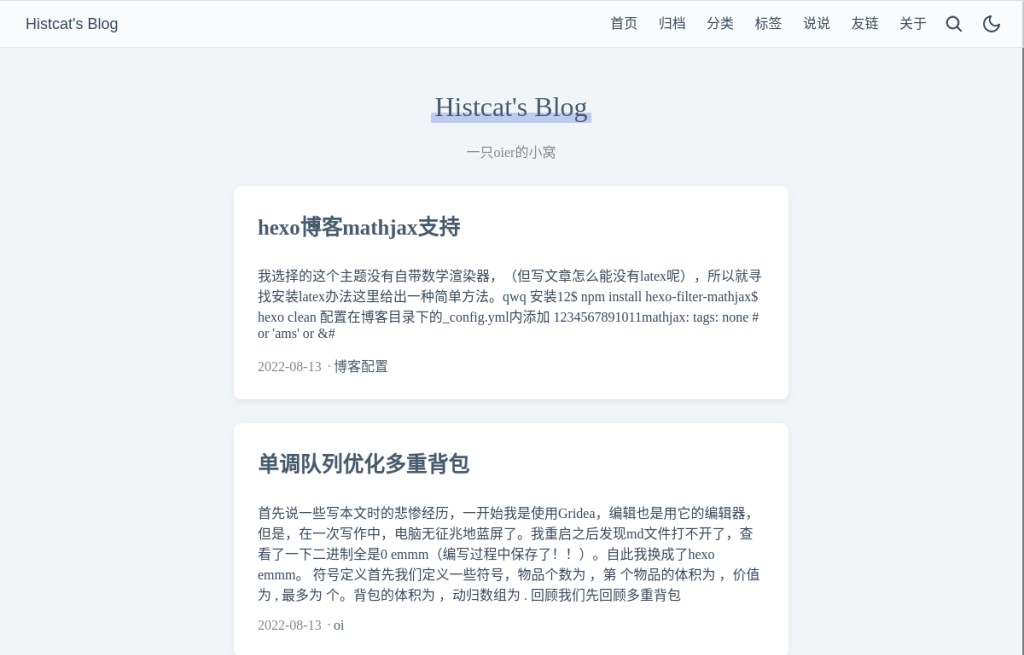 Histcat's Blog 首页 归档 分类 标签 说说 友链 关于
Histcat's Blog
一只oier的小窝
hexo博客mathjax支持
我选择的这个主题没有自带数学渲染器，（但写文章怎么能没有latex呢），所以就寻
找安装latex办法这里给出一种简单方法。qwq 安装12$ npm install hexo-filter-mathjax$
hexo clean 配置在博客目录下的_config.yml内添加 1234567891011mathjax: tags: none #
or 'ams' or &#
2022-08-13 · 博客配置
单调队列优化多重背包
首先说一些写本文时的悲惨经历，一开始我是使用Gridea，编辑也是用它的编辑器，
但是，在一次写作中，电脑无征兆地蓝屏了。我重启之后发现md文件打不开了，查
看了一下二进制全是0 emmm（编写过程中保存了！！）。自此我换成了hexo
emmm。 符号定义首先我们定义一些符号，物品个数为 ，第 个物品的体积为 ，价值
为 , 最多为 个。背包的体积为 ，动归数组为 . 回顾我们先回顾多重背包
2022-08-13 · oi